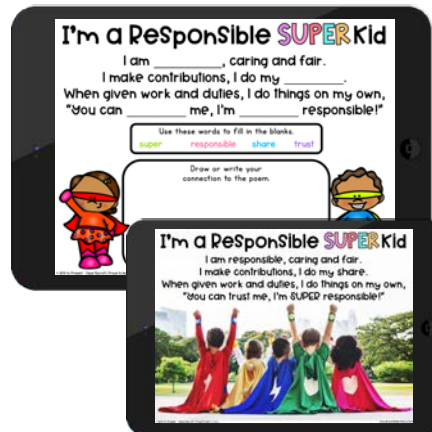 I'm a Responsible SUPER Kid
I am __________, caring and fair.
I make contributions, I do my ________.
When given work and duties, I do things on my own,
"You can ________ me, I'm ________ responsible!"
Use these words to fill in the blanks.
super responsible share trust
Draw or write your
connection to the poem.
I'm a Responsible SUPER Kid
I am responsible, caring and fair.
I make contributions, I do my share.
When given work and duties, I do things on my own,
"You can trust me, I'm SUPER responsible!"